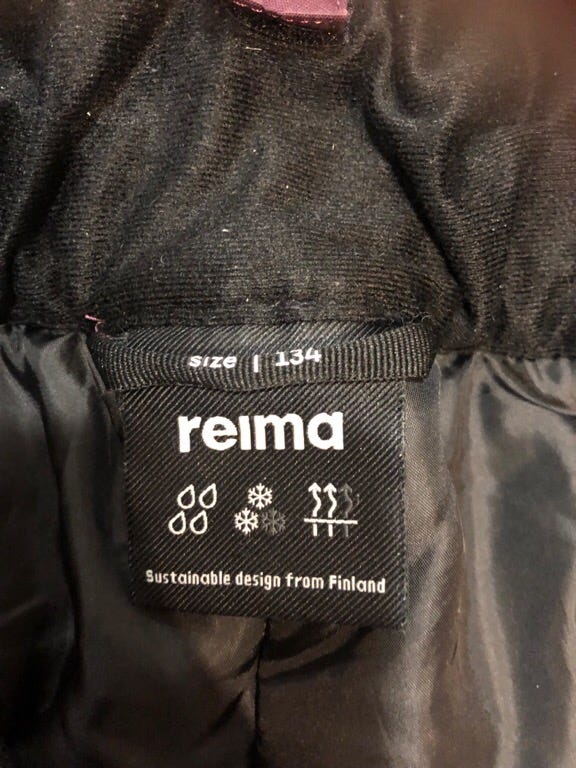 size | 134
reima
Sustainable design from Finland